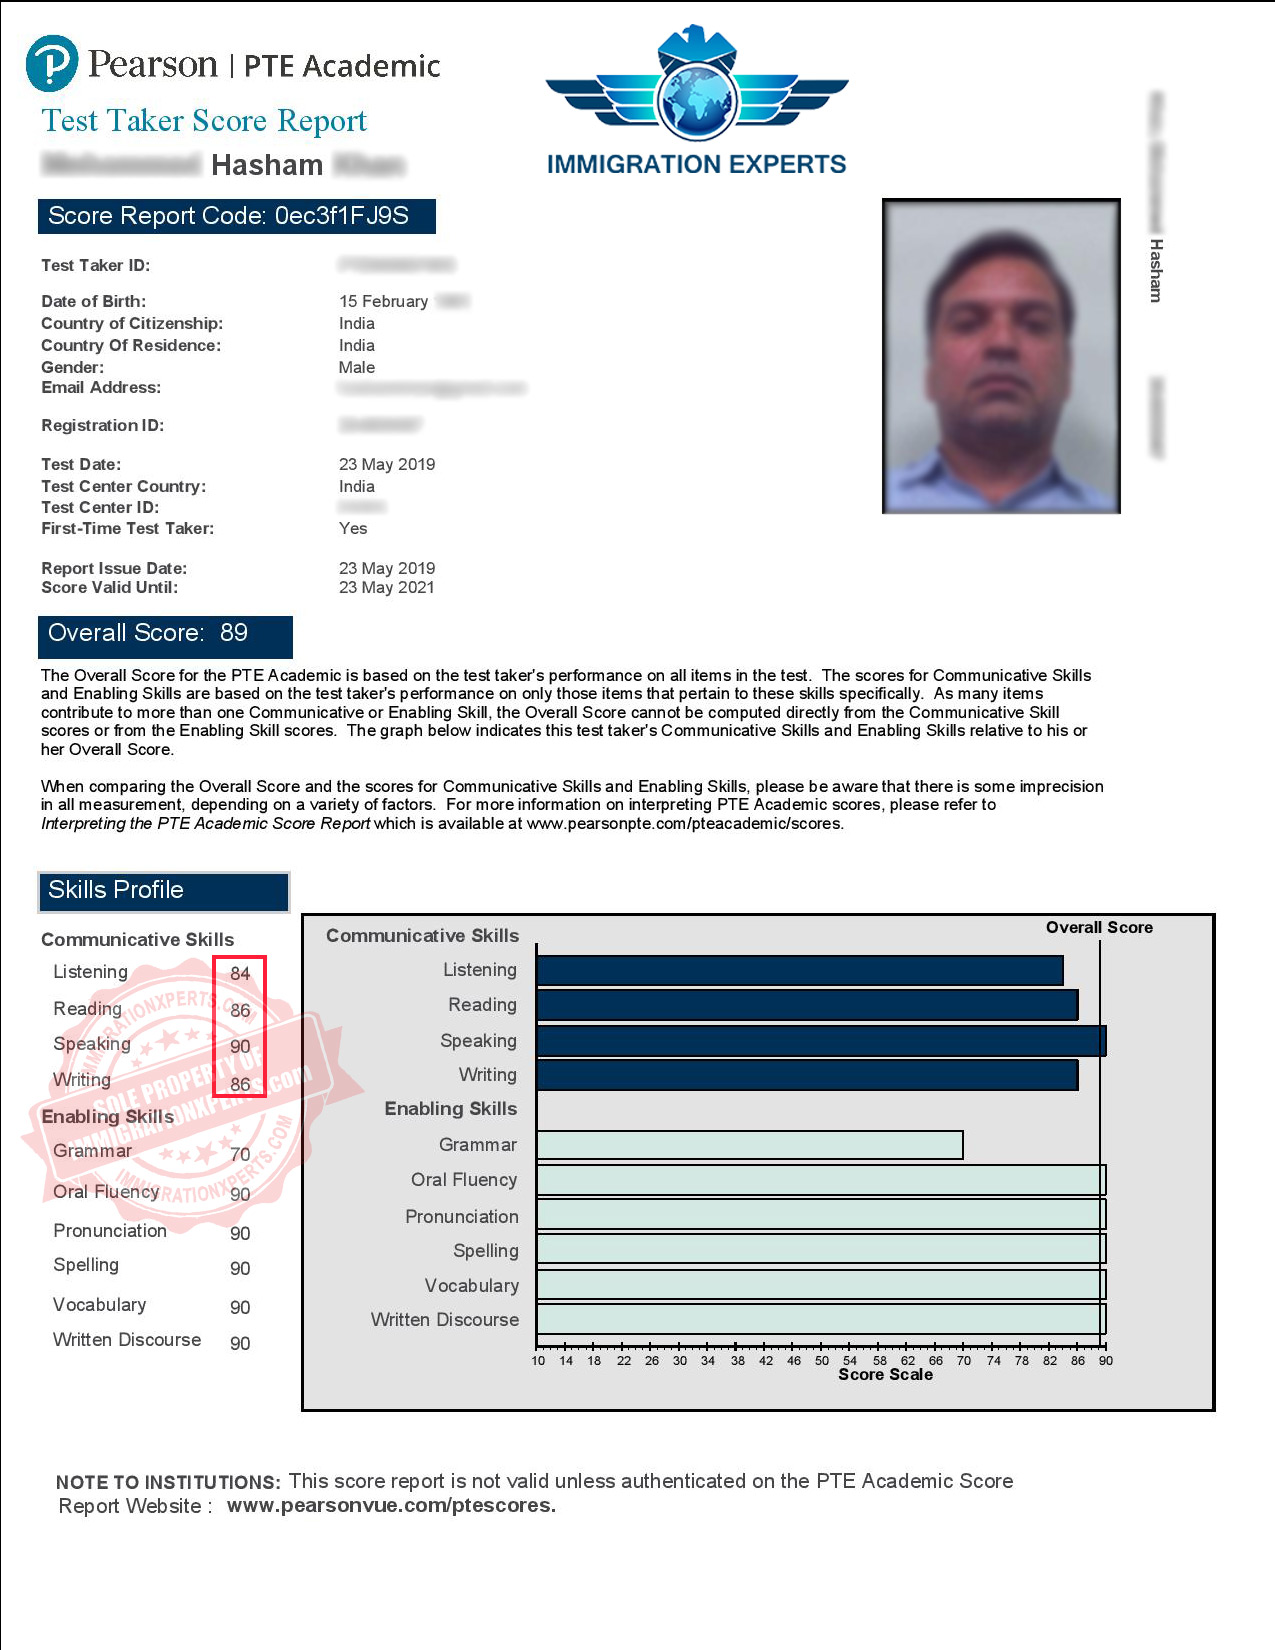 Pearson | PTE Academic
IMMIGRATION EXPERTS
Test Taker Score Report
Hasham
Hasham
Score Report Code: 0ec3f1FJ9S
Test Taker ID:
Date of Birth: 15 February
Country of Citizenship: India
Country Of Residence: India
Gender: Male
Email Address:
Registration ID:
Test Date: 23 May 2019
Test Center Country: India
Test Center ID:
First-Time Test Taker: Yes
Report Issue Date: 23 May 2019
Score Valid Until: 23 May 2021
Overall Score: 89
The Overall Score for the PTE Academic is based on the test taker's performance on all items in the test. The scores for Communicative Skills
and Enabling Skills are based on the test taker's performance on only those items that pertain to these skills specifically. As many items
contribute to more than one Communicative or Enabling Skill, the Overall Score cannot be computed directly from the Communicative Skill
scores or from the Enabling Skill scores. The graph below indicates this test taker's Communicative Skills and Enabling Skills relative to his or
her Overall Score.
When comparing the Overall Score and the scores for Communicative Skills and Enabling Skills, please be aware that there is some imprecision
in all measurement, depending on a variety of factors. For more information on interpreting PTE Academic scores, please refer to
Interpreting the PTE Academic Score Report which is available at www.pearsonpte.com/pteacademic/scores.
Skills Profile
Communicative Skills
Listening 84
Reading 86
Speaking 90
Writing 86
Enabling Skills
Grammar 70
Oral Fluency 90
Pronunciation 90
Spelling 90
Vocabulary 90
Written Discourse 90
IMMIGRATIONXPERTS.COM
SOLE PROPERTY OF
IMMIGRATIONXPERTS.com
IMMIGRATIONXPERTS.COM
Overall Score
Communicative Skills
Listening
Reading
Speaking
Writing
Enabling Skills
Grammar
Oral Fluency
Pronunciation
Spelling
Vocabulary
Written Discourse
10 14 18 22 26 30 34 38 42 46 50 54 58 62 66 70 74 78 82 86 90
Score Scale
NOTE TO INSTITUTIONS: This score report is not valid unless authenticated on the PTE Academic Score
Report Website : www.pearsonvue.com/ptescores.